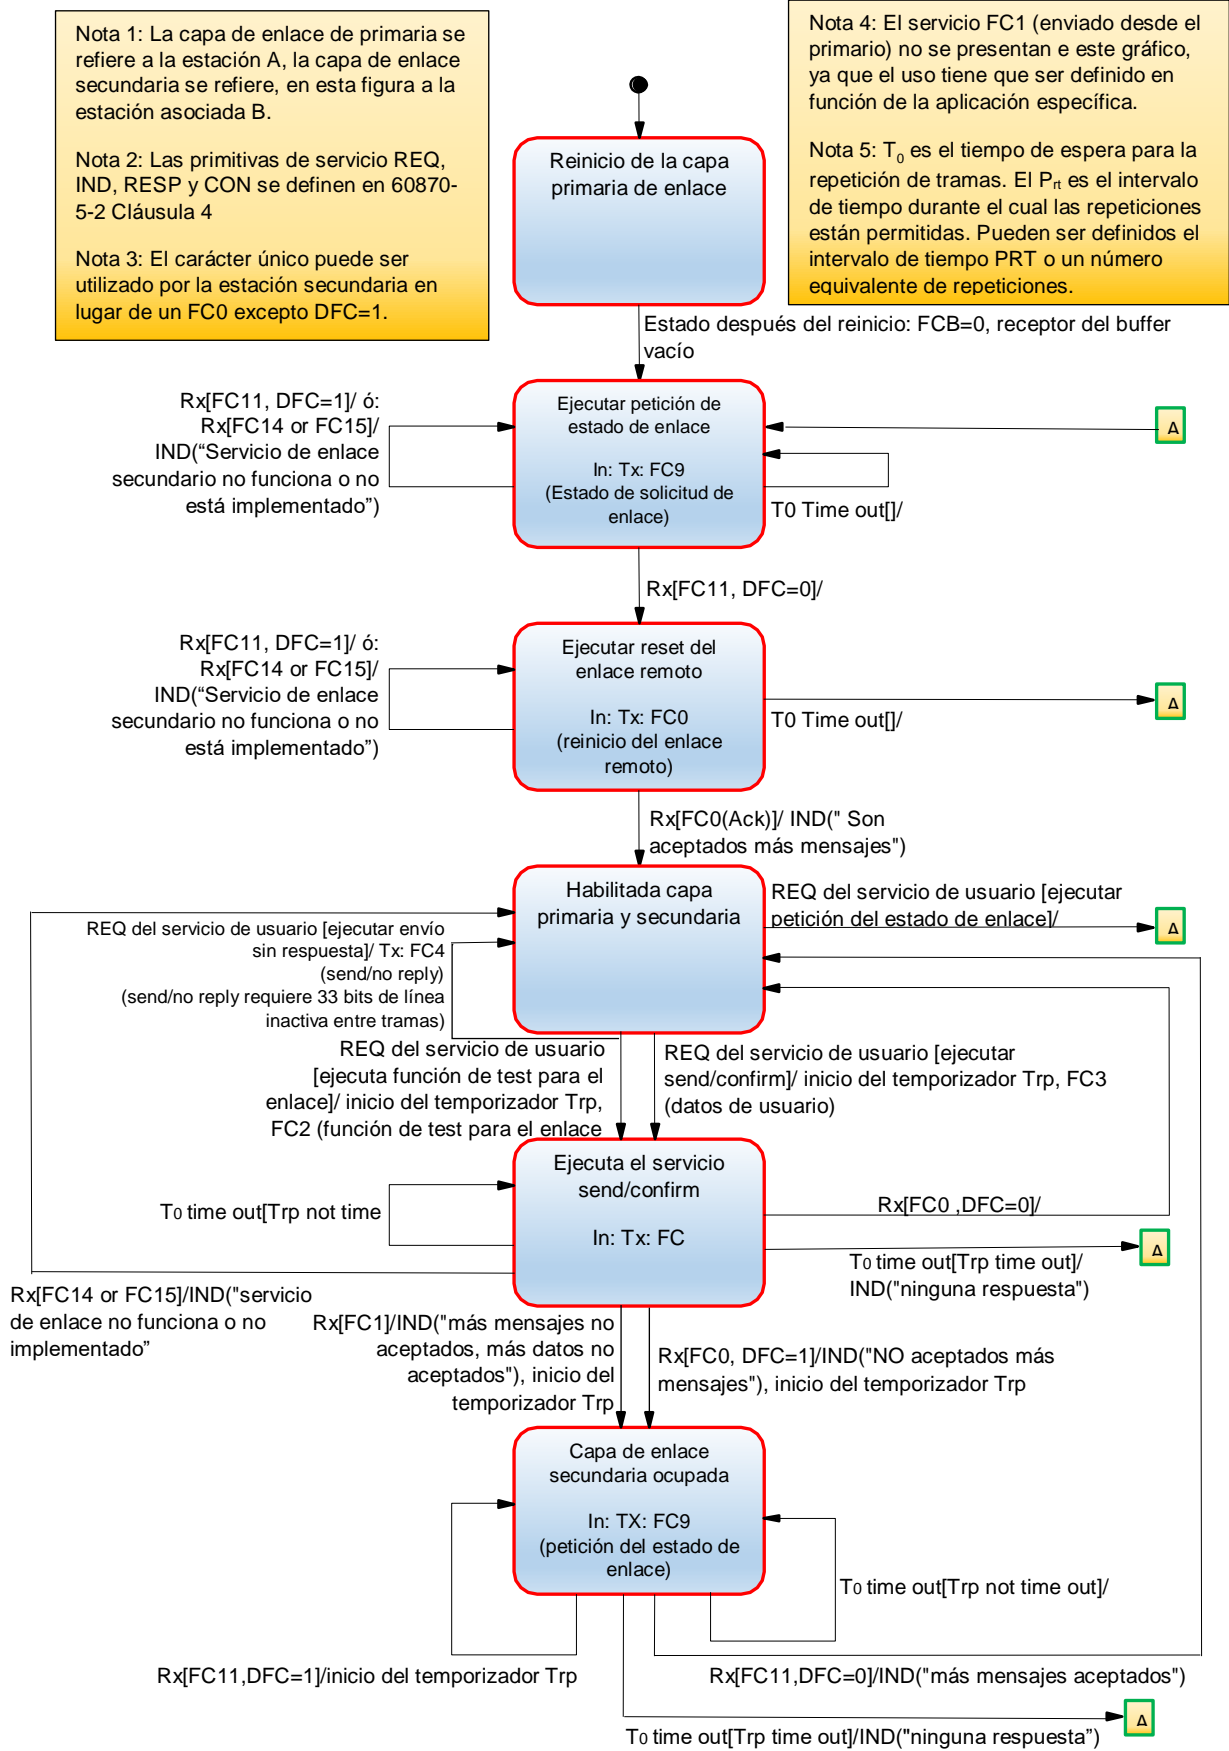 Nota 1: La capa de enlace de primaria se
refiere a la estación A, la capa de enlace
secundaria se refiere, en esta figura a la
estación asociada B.
Nota 2: Las primitivas de servicio REQ,
IND, RESP y CON se definen en 60870-
5-2 Cláusula 4
Nota 3: El carácter único puede ser
utilizado por la estación secundaria en
lugar de un FC0 excepto DFC=1.
Nota 4: El servicio FC1 (enviado desde el
primario) no se presentan e este gráfico,
ya que el uso tiene que ser definido en
función de la aplicación específica.
Nota 5: T0 es el tiempo de espera para la
repetición de tramas. El Prt es el intervalo
de tiempo durante el cual las repeticiones
están permitidas. Pueden ser definidos el
intervalo de tiempo PRT o un número
equivalente de repeticiones.
Reinicio de la capa
primaria de enlace
Estado después del reinicio: FCB=0, receptor del buffer
vacío
Rx[FC11, DFC=1]/ ó:
Rx[FC14 or FC15]/
IND(“Servicio de enlace
secundario no funciona o no
está implementado”)
Ejecutar petición de
estado de enlace
In: Tx: FC9
(Estado de solicitud de
enlace)
A
T0 Time out[]/
Rx[FC11, DFC=0]/
Rx[FC11, DFC=1]/ ó:
Rx[FC14 or FC15]/
IND(“Servicio de enlace
secundario no funciona o no
está implementado”)
Ejecutar reset del
enlace remoto
In: Tx: FC0
(reinicio del enlace
remoto)
A
T0 Time out[]/
Rx[FC0(Ack)]/ IND(" Son
aceptados más mensajes")
Habilitada capa
primaria y secundaria
REQ del servicio de usuario [ejecutar
petición del estado de enlace]/
A
REQ del servicio de usuario [ejecutar envío
sin respuesta]/ Tx: FC4
(send/no reply)
(send/no reply requiere 33 bits de línea
inactiva entre tramas)
REQ del servicio de usuario
[ejecuta función de test para el
enlace]/ inicio del temporizador Trp,
FC2 (función de test para el enlace
REQ del servicio de usuario [ejecutar
send/confirm]/ inicio del temporizador Trp, FC3
(datos de usuario)
Ejecuta el servicio
send/confirm
In: Tx: FC
T0 time out[Trp not time
Rx[FC0 ,DFC=0]/
A
T0 time out[Trp time out]/
IND("ninguna respuesta")
Rx[FC14 or FC15]/IND("servicio
de enlace no funciona o no
implementado”
Rx[FC1]/IND("más mensajes no
aceptados, más datos no
aceptados"), inicio del
temporizador Trp
Rx[FC0, DFC=1]/IND("NO aceptados más
mensajes"), inicio del temporizador Trp
Capa de enlace
secundaria ocupada
In: TX: FC9
(petición del estado de
enlace)
T0 time out[Trp not time out]/
Rx[FC11,DFC=1]/inicio del temporizador Trp
Rx[FC11,DFC=0]/IND("más mensajes aceptados")
A
T0 time out[Trp time out]/IND("ninguna respuesta”)